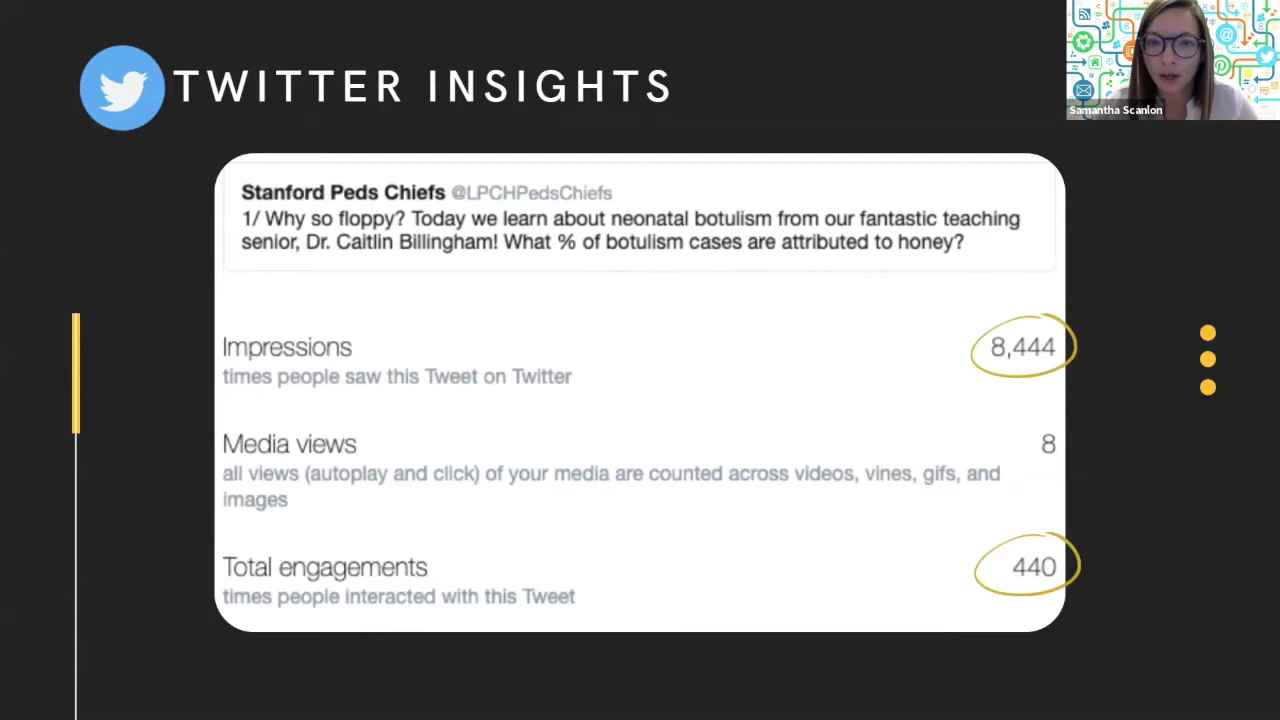 TWITTER INSIGHTS
Samantha Scanlon
Stanford Peds Chiefs @LPCHPedsChiefs
1/ Why so floppy? Today we learn about neonatal botulism from our fantastic teaching
senior, Dr. Caitlin Billingham! What % of botulism cases are attributed to honey?
Impressions 8,444
times people saw this Tweet on Twitter
Media views 8
all views (autoplay and click) of your media are counted across videos, vines, gifs, and
images
Total engagements 440
times people interacted with this Tweet